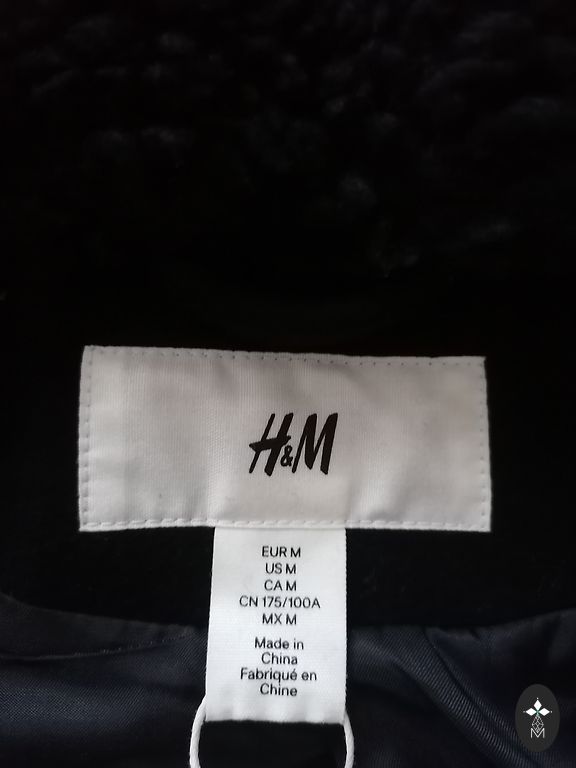 H&M
EUR M
US M
CA M
CN 175/100A
MX M
Made in
China
Fabriqué en
Chine
M